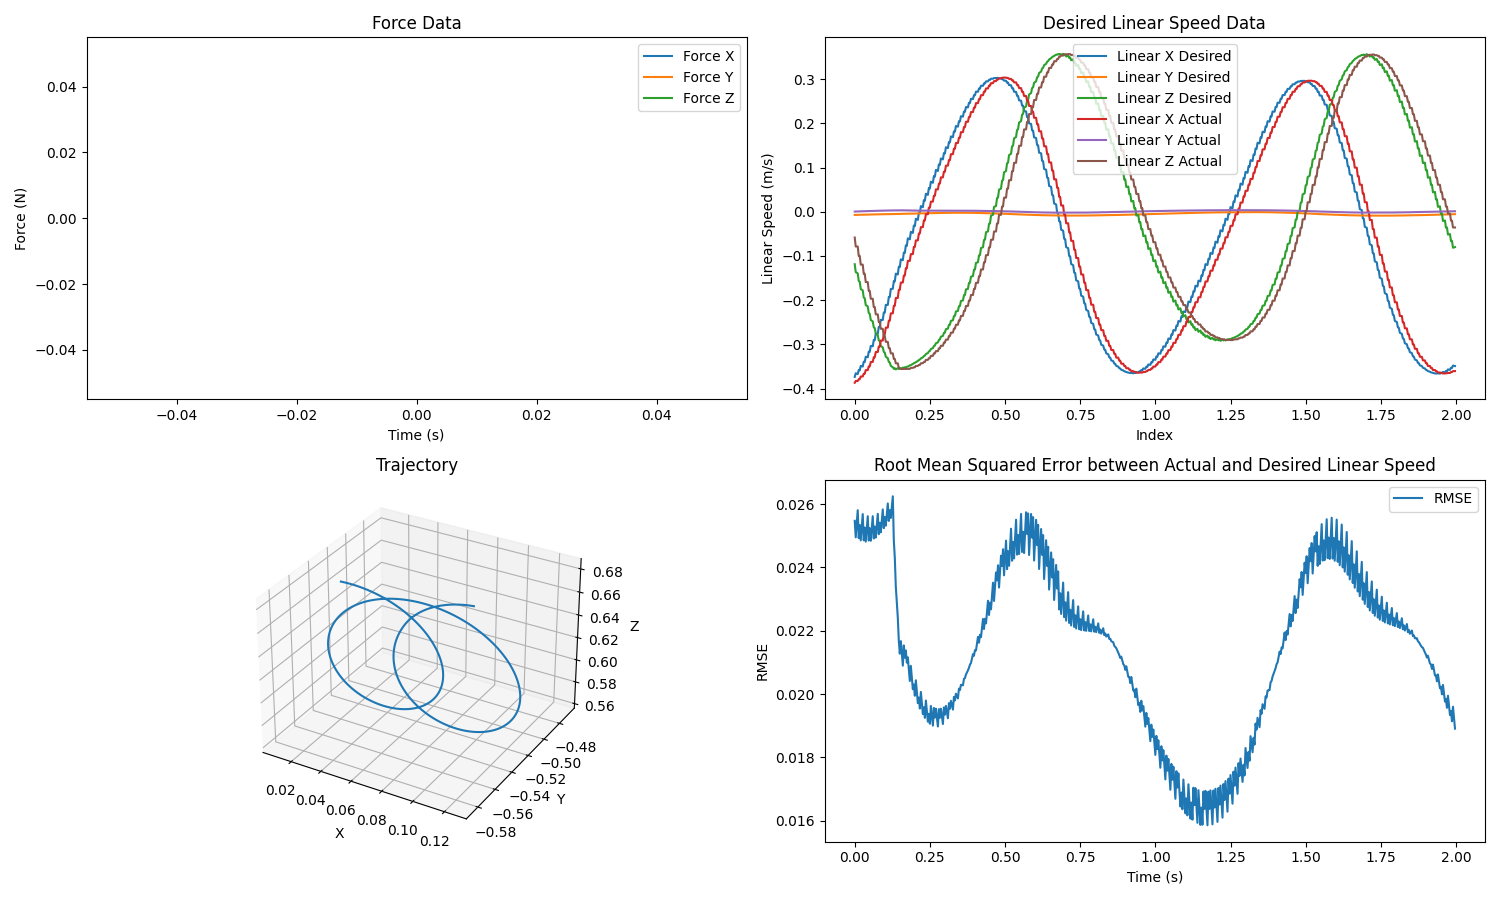 Force Data
Force (N)
0.04
0.02
0.00
−0.02
−0.04
−0.04
−0.02
0.00
0.02
0.04
Time (s)
Force X
Force Y
Force Z
Desired Linear Speed Data
Linear Speed (m/s)
0.3
0.2
0.1
0.0
−0.1
−0.2
−0.3
−0.4
0.00
0.25
0.50
0.75
1.00
1.25
1.50
1.75
2.00
Index
Linear X Desired
Linear Y Desired
Linear Z Desired
Linear X Actual
Linear Y Actual
Linear Z Actual
Trajectory
0.68
0.66
0.64
0.62
0.60
0.58
0.56
Z
−0.48
−0.50
−0.52
−0.54
−0.56
−0.58
Y
0.02
0.04
0.06
0.08
0.10
0.12
X
Root Mean Squared Error between Actual and Desired Linear Speed
RMSE
0.026
0.024
0.022
0.020
0.018
0.016
0.00
0.25
0.50
0.75
1.00
1.25
1.50
1.75
2.00
Time (s)
RMSE